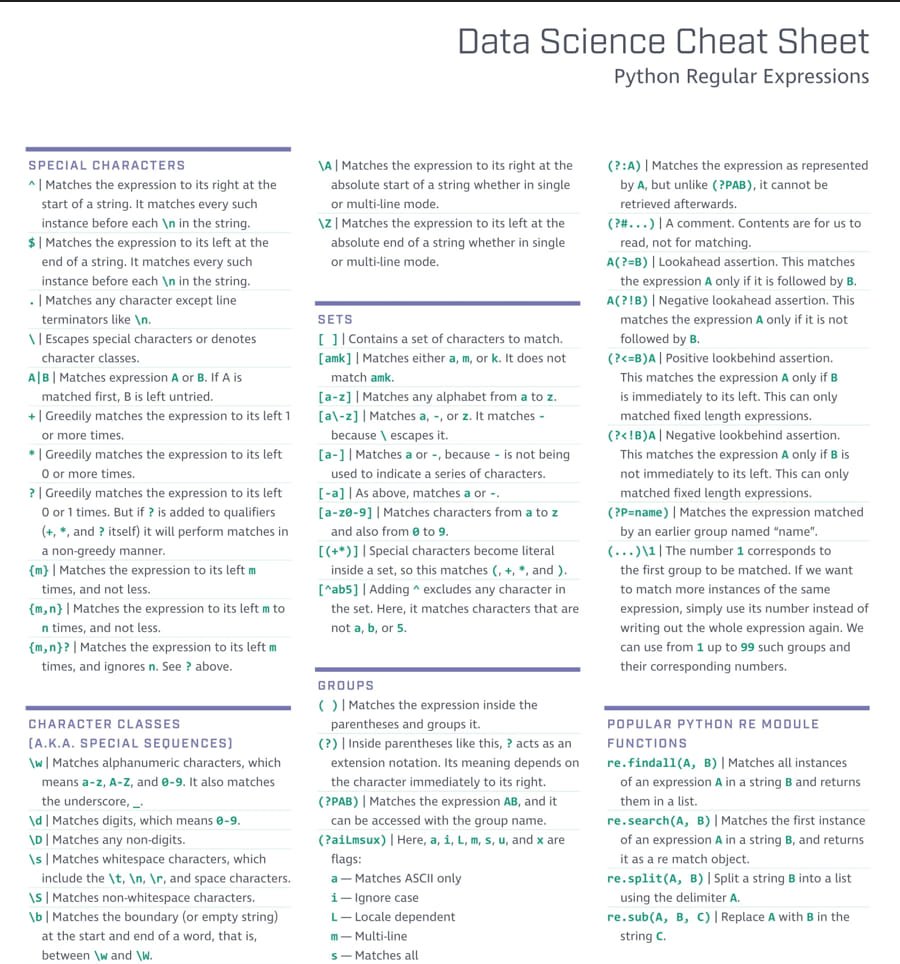 Data Science Cheat Sheet
Python Regular Expressions
SPECIAL CHARACTERS
^ | Matches the expression to its right at the
start of a string. It matches every such
instance before each \n in the string.
$ | Matches the expression to its left at the
end of a string. It matches every such
instance before each \n in the string.
. | Matches any character except line
terminators like \n.
\ | Escapes special characters or denotes
character classes.
A|B | Matches expression A or B. If A is
matched first, B is left untried.
+ | Greedily matches the expression to its left 1
or more times.
* | Greedily matches the expression to its left
0 or more times.
? | Greedily matches the expression to its left
0 or 1 times. But if ? is added to qualifiers
(+, *, and ? itself) it will perform matches in
a non-greedy manner.
{m} | Matches the expression to its left m
times, and not less.
{m,n} | Matches the expression to its left m to
n times, and not less.
{m,n}? | Matches the expression to its left m
times, and ignores n. See ? above.
CHARACTER CLASSES
(A.K.A. SPECIAL SEQUENCES)
\w | Matches alphanumeric characters, which
means a-z, A-Z, and 0-9. It also matches
the underscore, _.
\d | Matches digits, which means 0-9.
\D | Matches any non-digits.
\s | Matches whitespace characters, which
include the \t, \n, \r, and space characters.
\S | Matches non-whitespace characters.
\b | Matches the boundary (or empty string)
at the start and end of a word, that is,
between \w and \W.
\A | Matches the expression to its right at the
absolute start of a string whether in single
or multi-line mode.
\Z | Matches the expression to its left at the
absolute end of a string whether in single
or multi-line mode.
SETS
[ ] | Contains a set of characters to match.
[amk] | Matches either a, m, or k. It does not
match amk.
[a-z] | Matches any alphabet from a to z.
[a\-z] | Matches a, -, or z. It matches -
because \ escapes it.
[a-] | Matches a or -, because - is not being
used to indicate a series of characters.
[-a] | As above, matches a or -.
[a-z0-9] | Matches characters from a to z
and also from 0 to 9.
[(+*)] | Special characters become literal
inside a set, so this matches (, +, *, and ).
[^ab5] | Adding ^ excludes any character in
the set. Here, it matches characters that are
not a, b, or 5.
GROUPS
( ) | Matches the expression inside the
parentheses and groups it.
(?) | Inside parentheses like this, ? acts as an
extension notation. Its meaning depends on
the character immediately to its right.
(?PAB) | Matches the expression AB, and it
can be accessed with the group name.
(?aiLmsux) | Here, a, i, L, m, s, u, and x are
flags:
a — Matches ASCII only
i — Ignore case
L — Locale dependent
m — Multi-line
s — Matches all
(?:A) | Matches the expression as represented
by A, but unlike (?PAB), it cannot be
retrieved afterwards.
(?#...) | A comment. Contents are for us to
read, not for matching.
A(?=B) | Lookahead assertion. This matches
the expression A only if it is followed by B.
A(?!B) | Negative lookahead assertion. This
matches the expression A only if it is not
followed by B.
(?<=B)A | Positive lookbehind assertion.
This matches the expression A only if B
is immediately to its left. This can only
matched fixed length expressions.
(?<!B)A | Negative lookbehind assertion.
This matches the expression A only if B is
not immediately to its left. This can only
matched fixed length expressions.
(?P=name) | Matches the expression matched
by an earlier group named “name”.
(...)\1 | The number 1 corresponds to
the first group to be matched. If we want
to match more instances of the same
expression, simply use its number instead of
writing out the whole expression again. We
can use from 1 up to 99 such groups and
their corresponding numbers.
POPULAR PYTHON RE MODULE
FUNCTIONS
re.findall(A, B) | Matches all instances
of an expression A in a string B and returns
them in a list.
re.search(A, B) | Matches the first instance
of an expression A in a string B, and returns
it as a re match object.
re.split(A, B) | Split a string B into a list
using the delimiter A.
re.sub(A, B, C) | Replace A with B in the
string C.